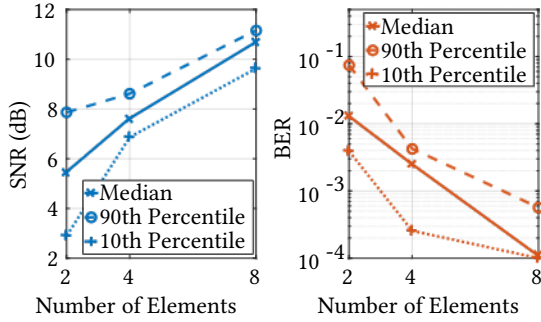 12
10
8
6
4
2
SNR (dB)
Median
90th Percentile
10th Percentile
2 4 8
Number of Elements
10⁻¹
10⁻²
10⁻³
10⁻⁴
BER
Median
90th Percentile
10th Percentile
2 4 8
Number of Elements